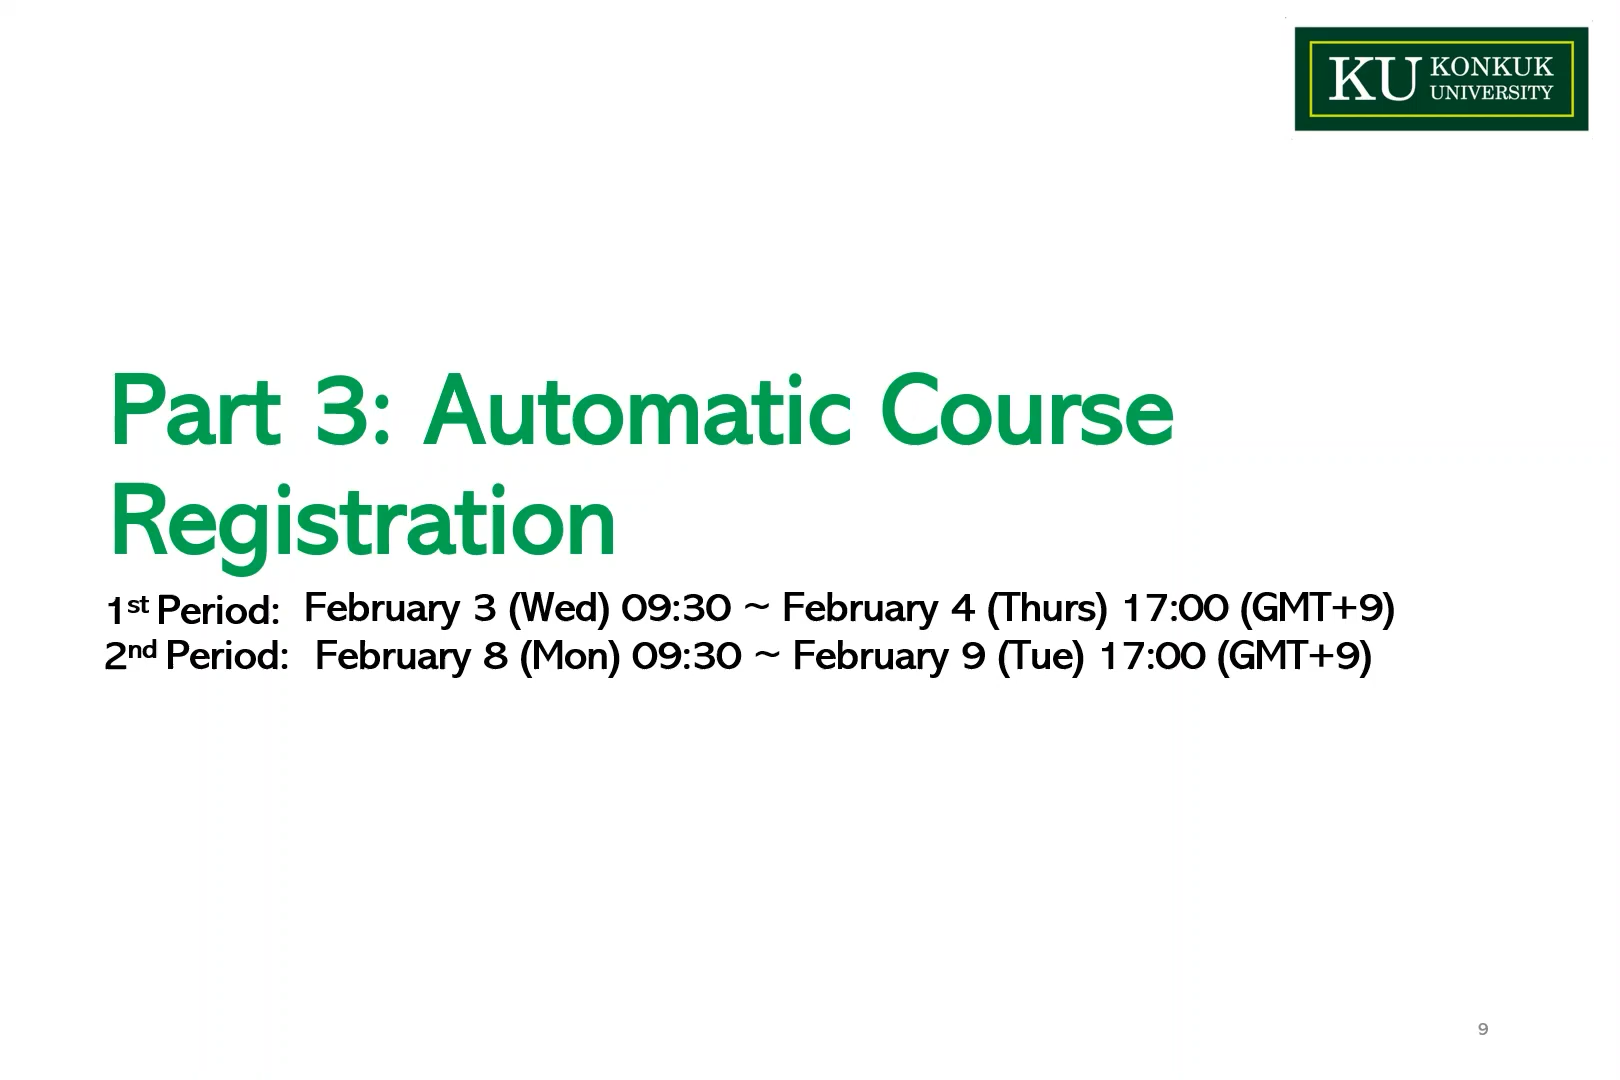 KU KONKUK
UNIVERSITY
Part 3: Automatic Course
Registration
1st Period: February 3 (Wed) 09:30 ~ February 4 (Thurs) 17:00 (GMT+9)
2nd Period: February 8 (Mon) 09:30 ~ February 9 (Tue) 17:00 (GMT+9)
9